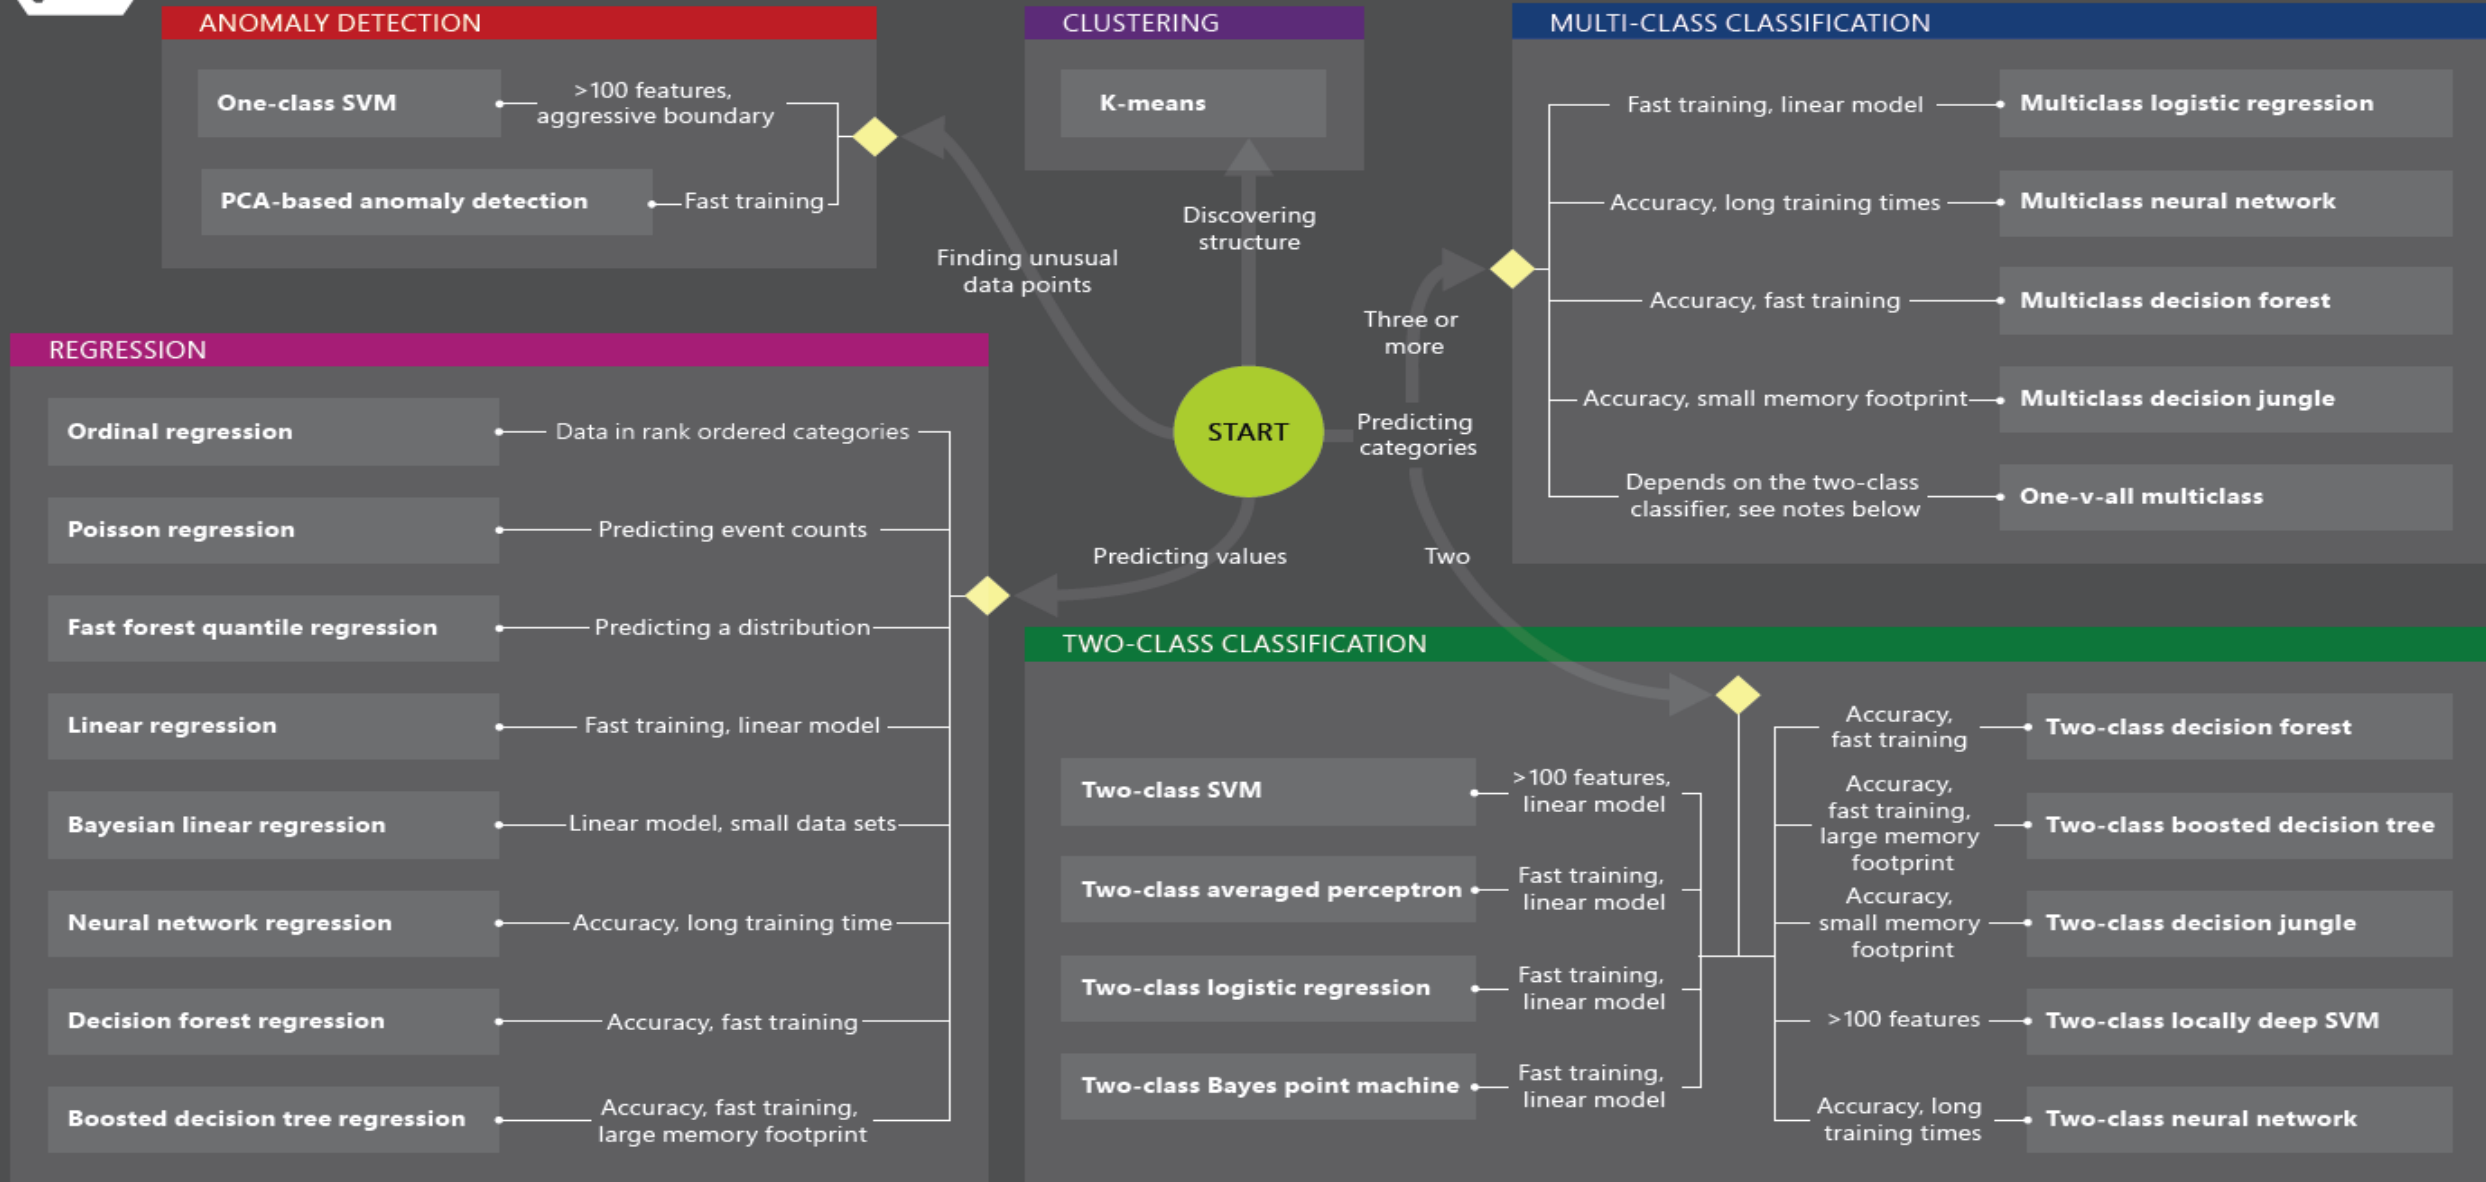 ANOMALY DETECTION
One-class SVM
>100 features,
aggressive boundary
PCA-based anomaly detection
Fast training
CLUSTERING
K-means
MULTI-CLASS CLASSIFICATION
Fast training, linear model
Multiclass logistic regression
Accuracy, long training times
Multiclass neural network
Accuracy, fast training
Multiclass decision forest
Accuracy, small memory footprint
Multiclass decision jungle
Depends on the two-class
classifier, see notes below
One-v-all multiclass
Finding unusual
data points
Discovering
structure
Three or
more
START
Predicting
categories
Predicting values
Two
REGRESSION
Ordinal regression
Data in rank ordered categories
Poisson regression
Predicting event counts
Fast forest quantile regression
Predicting a distribution
Linear regression
Fast training, linear model
Bayesian linear regression
Linear model, small data sets
Neural network regression
Accuracy, long training time
Decision forest regression
Accuracy, fast training
Boosted decision tree regression
Accuracy, fast training,
large memory footprint
TWO-CLASS CLASSIFICATION
Two-class SVM
>100 features,
linear model
Two-class averaged perceptron
Fast training,
linear model
Two-class logistic regression
Fast training,
linear model
Two-class Bayes point machine
Fast training,
linear model
Accuracy,
fast training
Two-class decision forest
Accuracy,
fast training,
large memory
footprint
Two-class boosted decision tree
Accuracy,
small memory
footprint
Two-class decision jungle
>100 features
Two-class locally deep SVM
Accuracy, long
training times
Two-class neural network